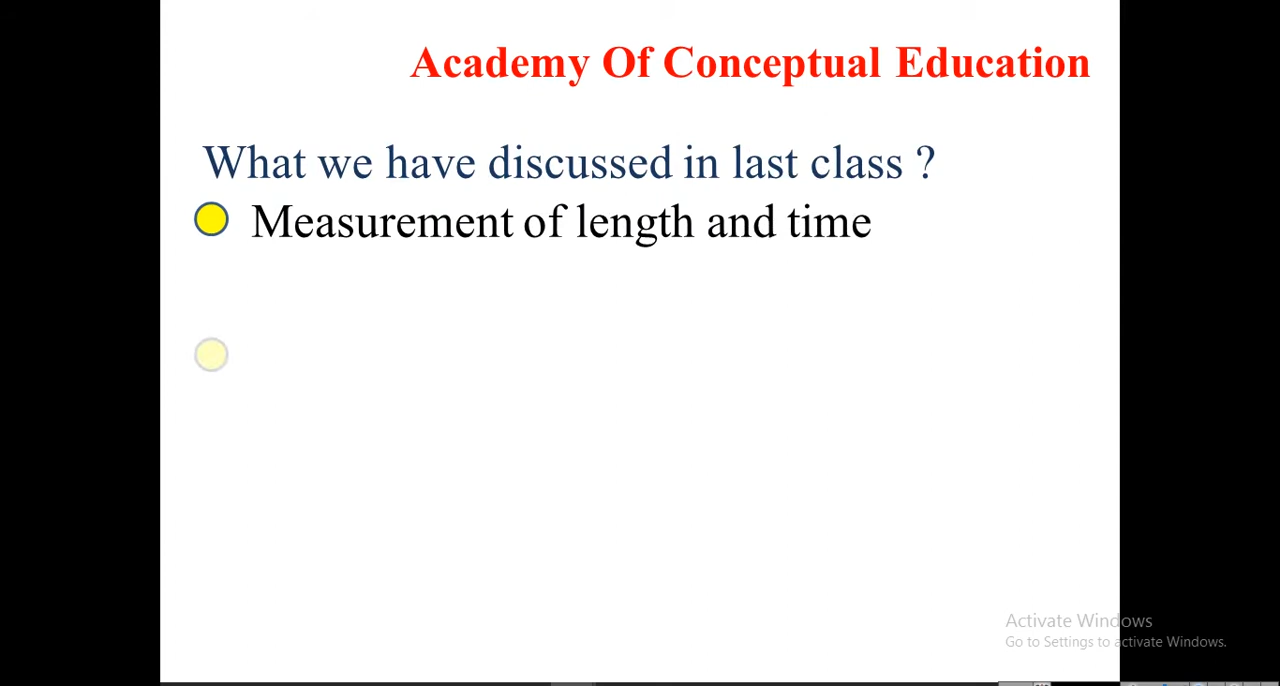 Academy Of Conceptual Education
What we have discussed in last class ?
Measurement of length and time
Activate Windows
Go to Settings to activate Windows.